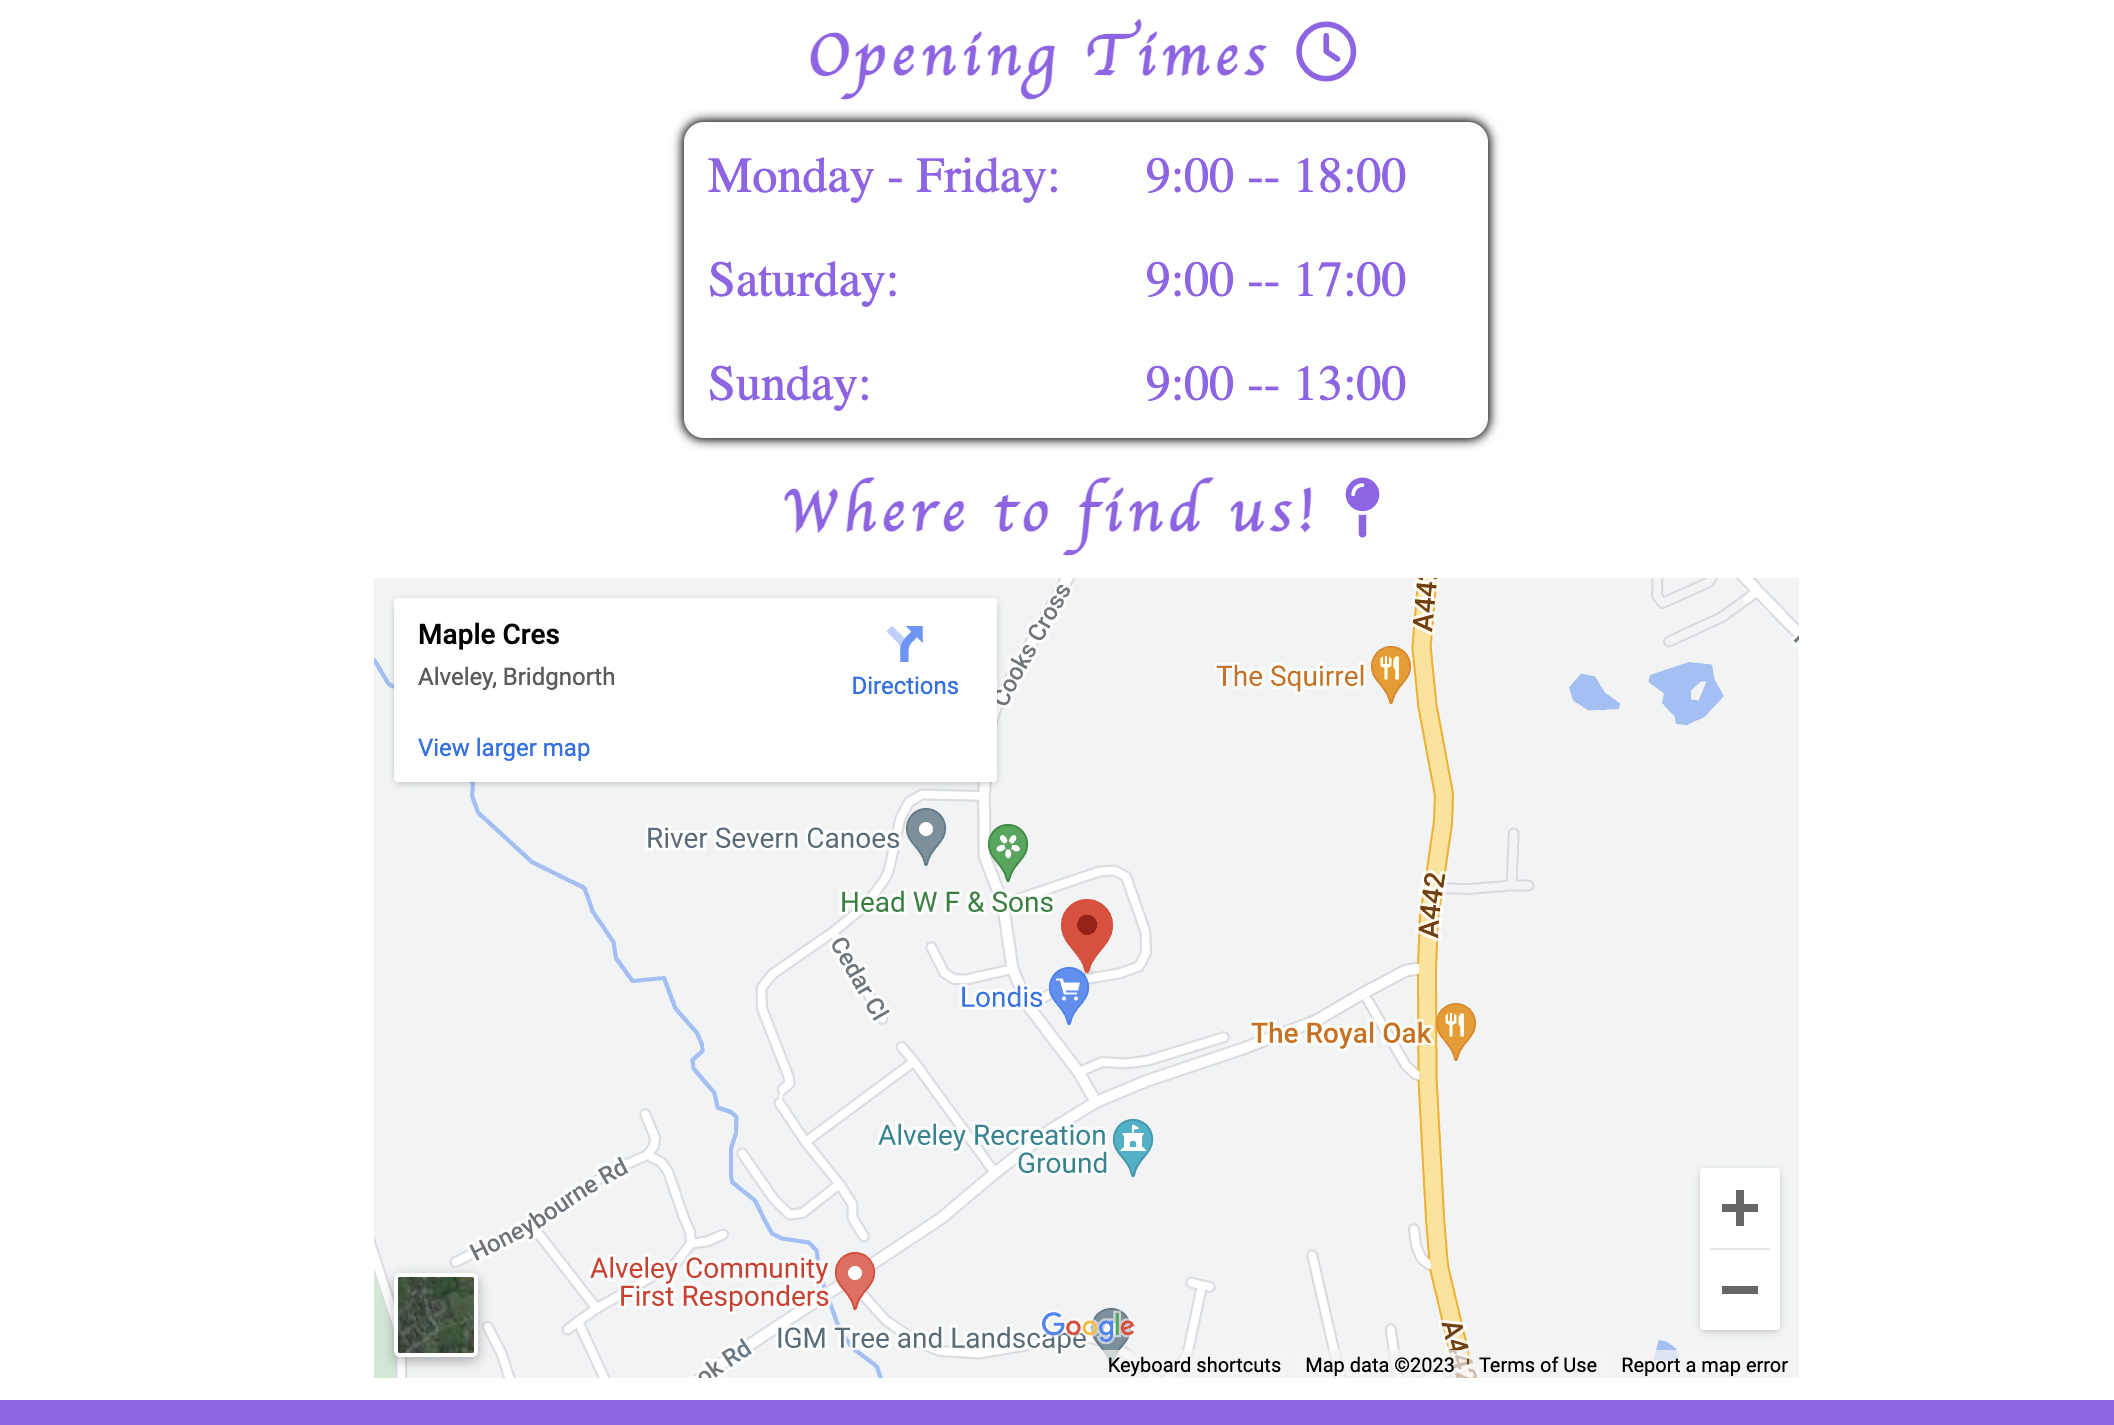 Opening Times
Monday - Friday: 9:00 -- 18:00
Saturday: 9:00 -- 17:00
Sunday: 9:00 -- 13:00
Where to find us!
Maple Cres
Alveley, Bridgnorth
Directions
View larger map
Cooks Cross
A442
The Squirrel
River Severn Canoes
Head W F & Sons
A442
Cedar Cl
Londis
The Royal Oak
Alveley Recreation
Ground
Honeybourne Rd
Alveley Community
First Responders
IGM Tree and Landscape
Google
ok Rd
A442
Keyboard shortcuts Map data ©2023 Terms of Use Report a map error